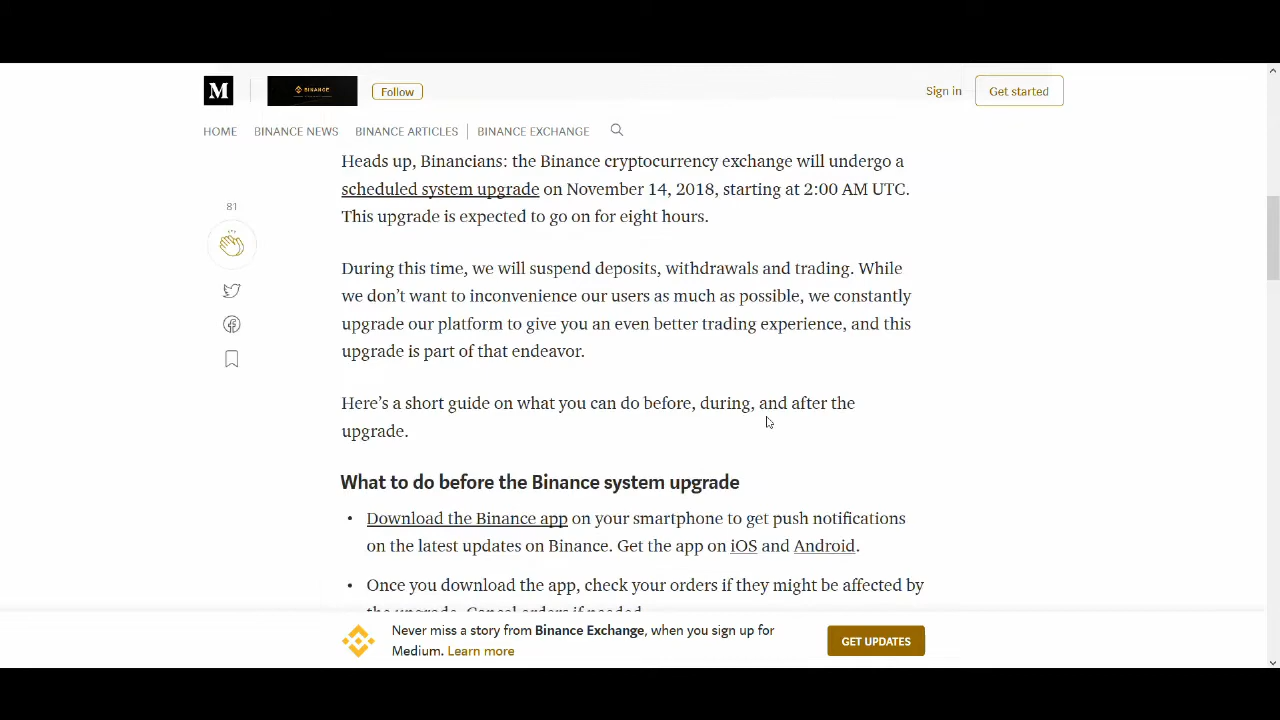 M
BINANCE
Follow
Sign in
Get started
HOME
BINANCE NEWS
BINANCE ARTICLES
BINANCE EXCHANGE
Heads up, Binancians: the Binance cryptocurrency exchange will undergo a
scheduled system upgrade on November 14, 2018, starting at 2:00 AM UTC.
This upgrade is expected to go on for eight hours.
81
During this time, we will suspend deposits, withdrawals and trading. While
we don’t want to inconvenience our users as much as possible, we constantly
upgrade our platform to give you an even better trading experience, and this
upgrade is part of that endeavor.
Here’s a short guide on what you can do before, during, and after the
upgrade.
What to do before the Binance system upgrade
• Download the Binance app on your smartphone to get push notifications
on the latest updates on Binance. Get the app on iOS and Android.
• Once you download the app, check your orders if they might be affected by
the upgrade. Cancel orders if needed.
Never miss a story from Binance Exchange, when you sign up for
Medium. Learn more
GET UPDATES